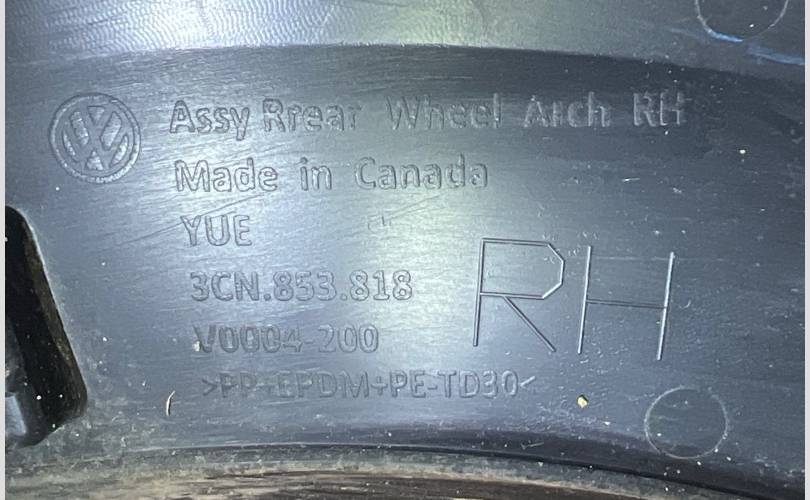 Assy Rrear Wheel Arch RH
Made in Canada
YUE
3CN.853.818
V0004-200
>PP+EPDM+PE-TD30<
RH